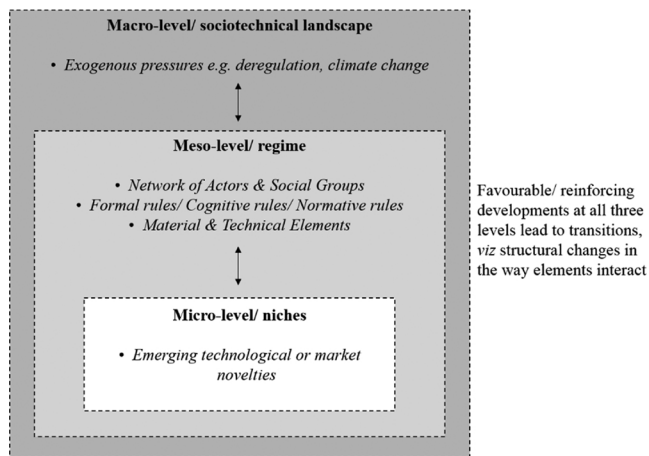 Macro-level/ sociotechnical landscape
• Exogenous pressures e.g. deregulation, climate change
Meso-level/ regime
• Network of Actors & Social Groups
• Formal rules/ Cognitive rules/ Normative rules
• Material & Technical Elements
Micro-level/ niches
• Emerging technological or market
novelties
Favourable/ reinforcing
developments at all three
levels lead to transitions,
viz structural changes in
the way elements interact